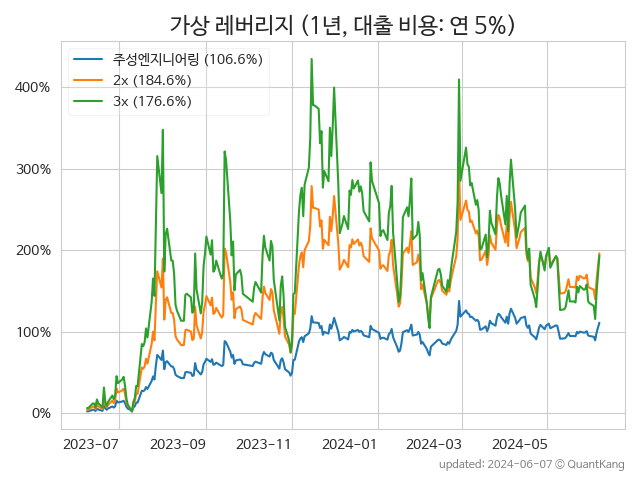 가상 레버리지 (1년, 대출 비용: 연 5%)
주성엔지니어링 (106.6%)
2x (184.6%)
3x (176.6%)
400%
300%
200%
100%
0%
2023-07
2023-09
2023-11
2024-01
2024-03
2024-05
updated: 2024-06-07 © QuantKang